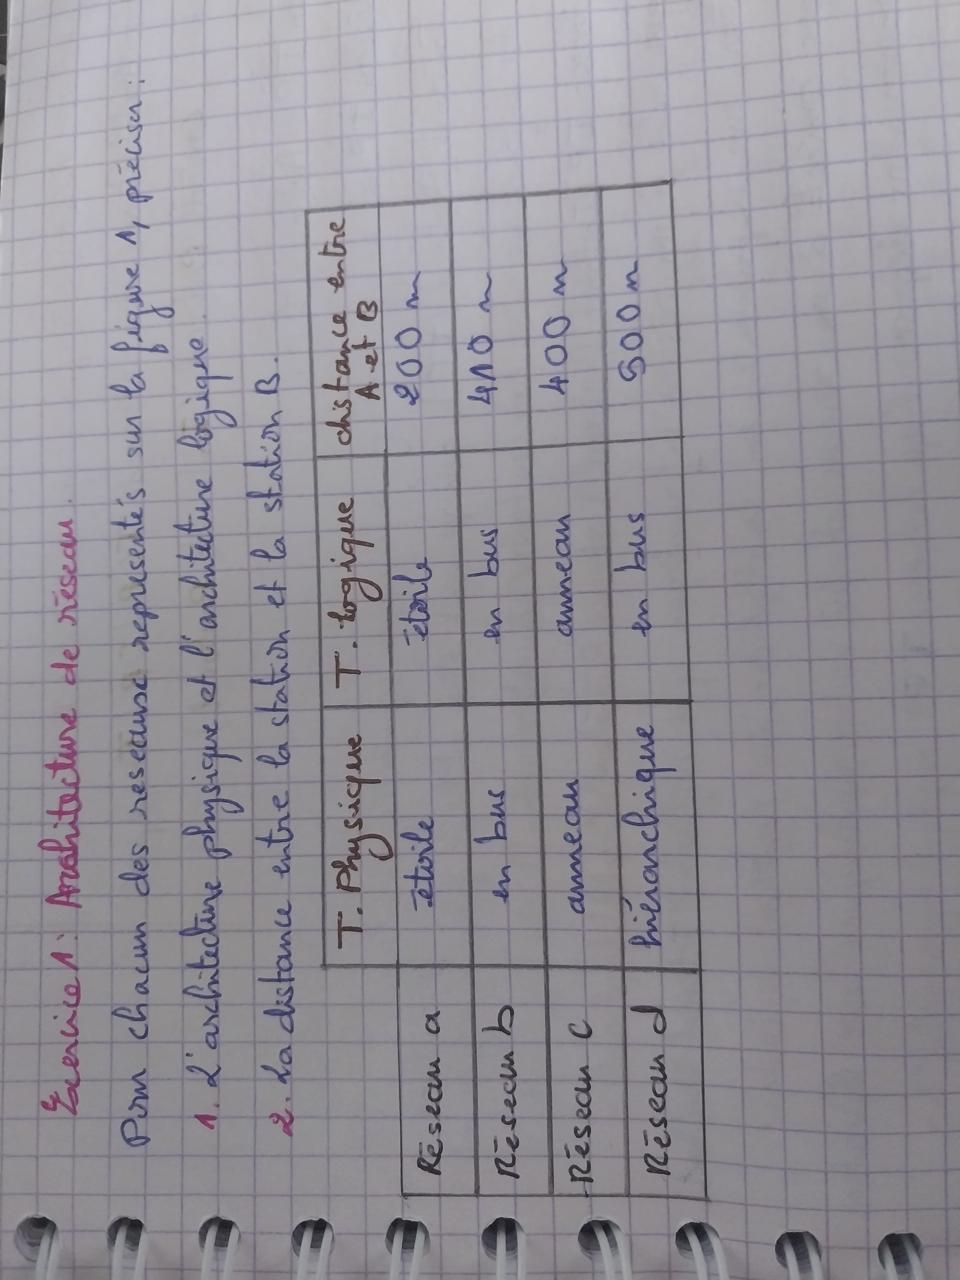 Exercice 1: Architecture de réseau.
Pour chacun des reseaux representés sur la figure 1, préciser :
1. L'architecture physique et l'architecture logique.
2. La distance entre la station et la station B.
T. Physique T. logique distance entre A et B
Réseau a étoile étoile 200 m
Réseau b en bus en bus 410 m
Réseau c anneau anneau 400 m
Réseau d hiérarchique en bus 500 m